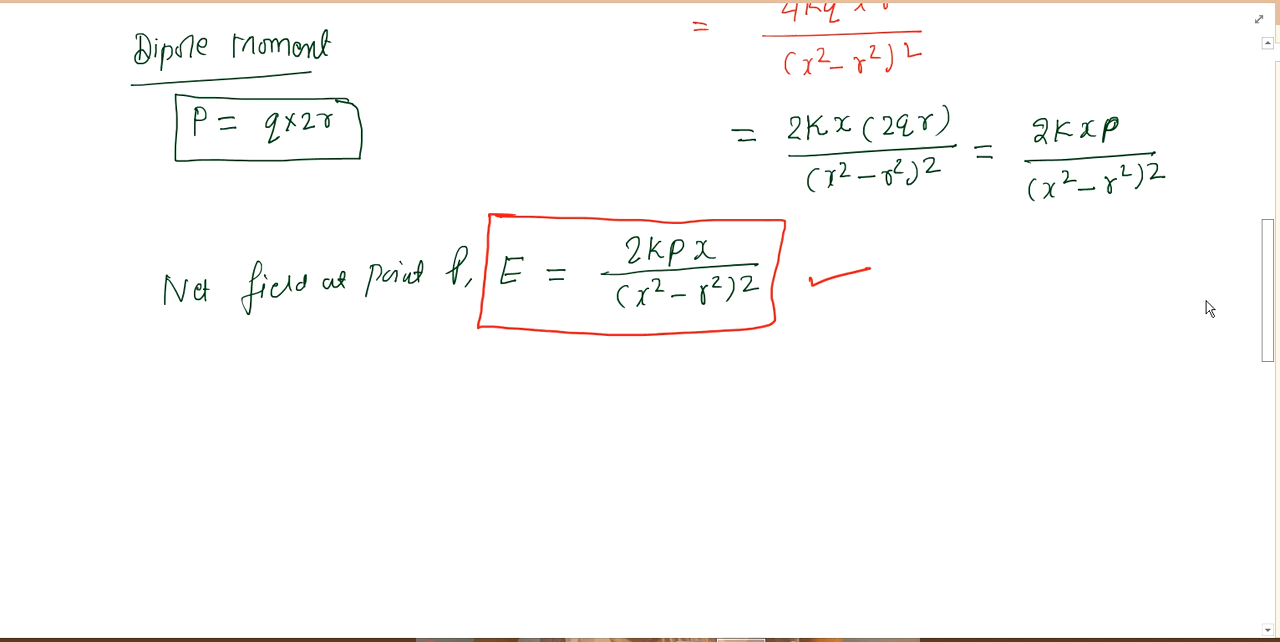 = 4Kqxr / (x²-r²)²
Dipole Moment
P = q×2r
= 2Kx(2qr) / (x²-r²)² = 2KxP / (x²-r²)²
Net field at point P, E = 2KPx / (x²-r²)²